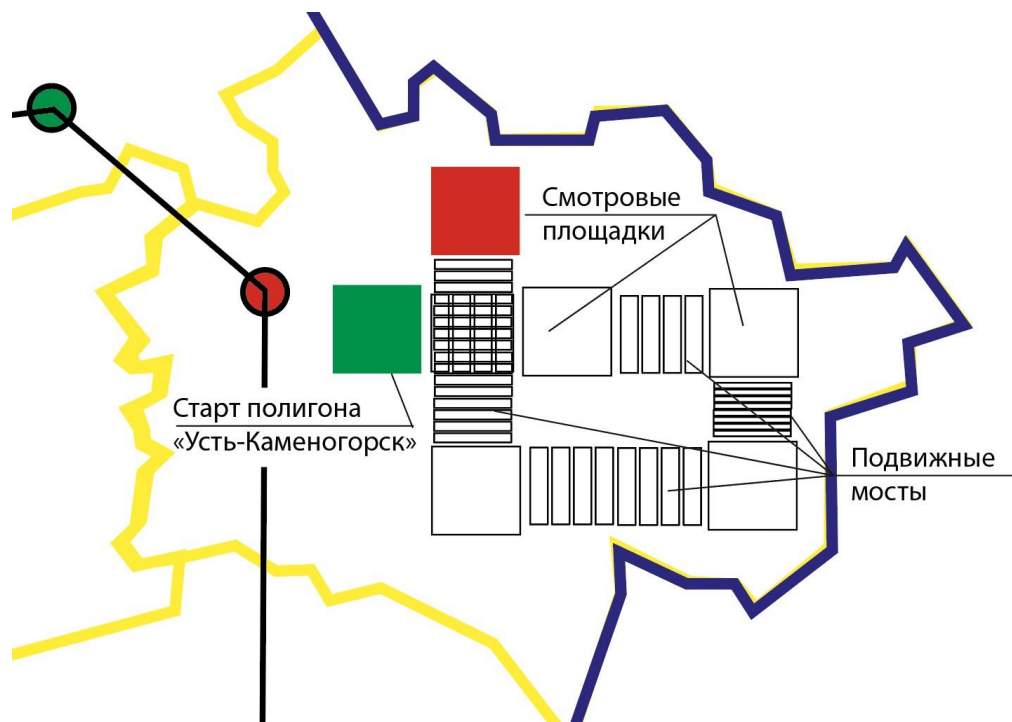 Смотровые
площадки
Старт полигона
«Усть-Каменогорск»
Подвижные
мосты